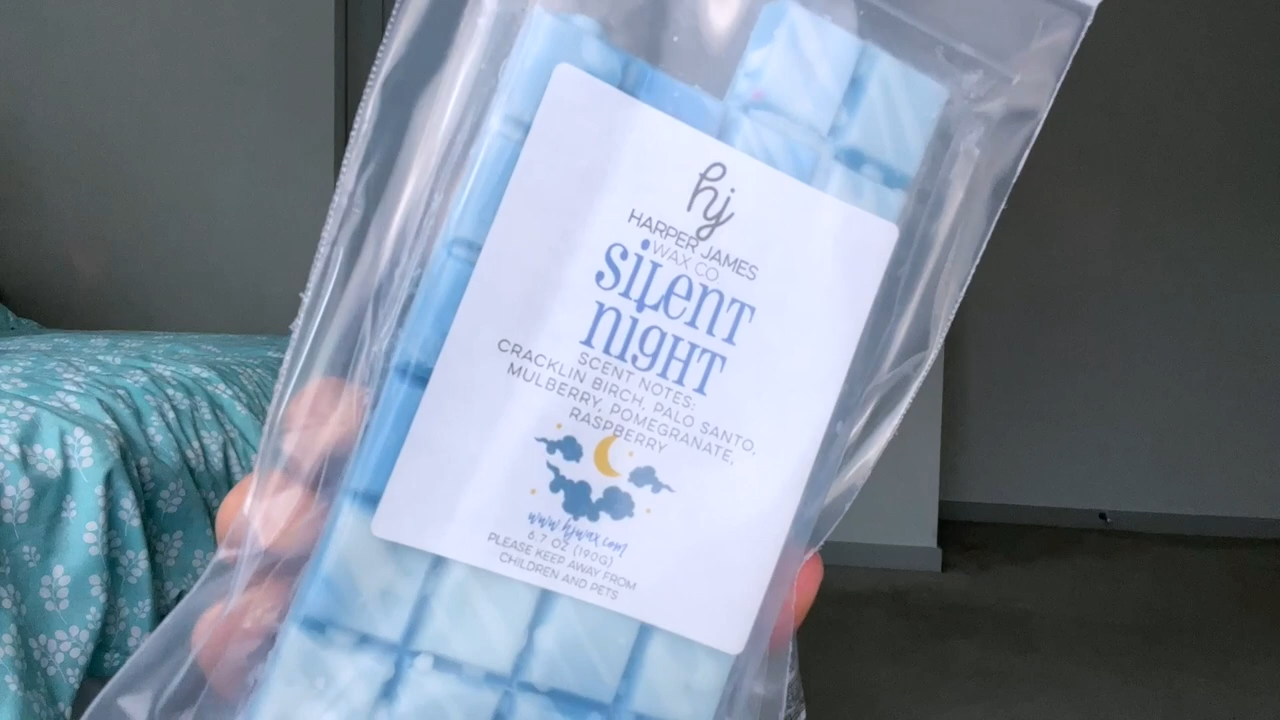 hj
HARPER JAMES
WAX CO
SiLENT
NiGHT
SCENT NOTES:
CRACKLIN BIRCH, PALO SANTO,
MULBERRY, POMEGRANATE,
RASPBERRY
www.hjwax.com
6.7 OZ (190G)
PLEASE KEEP AWAY FROM
CHILDREN AND PETS